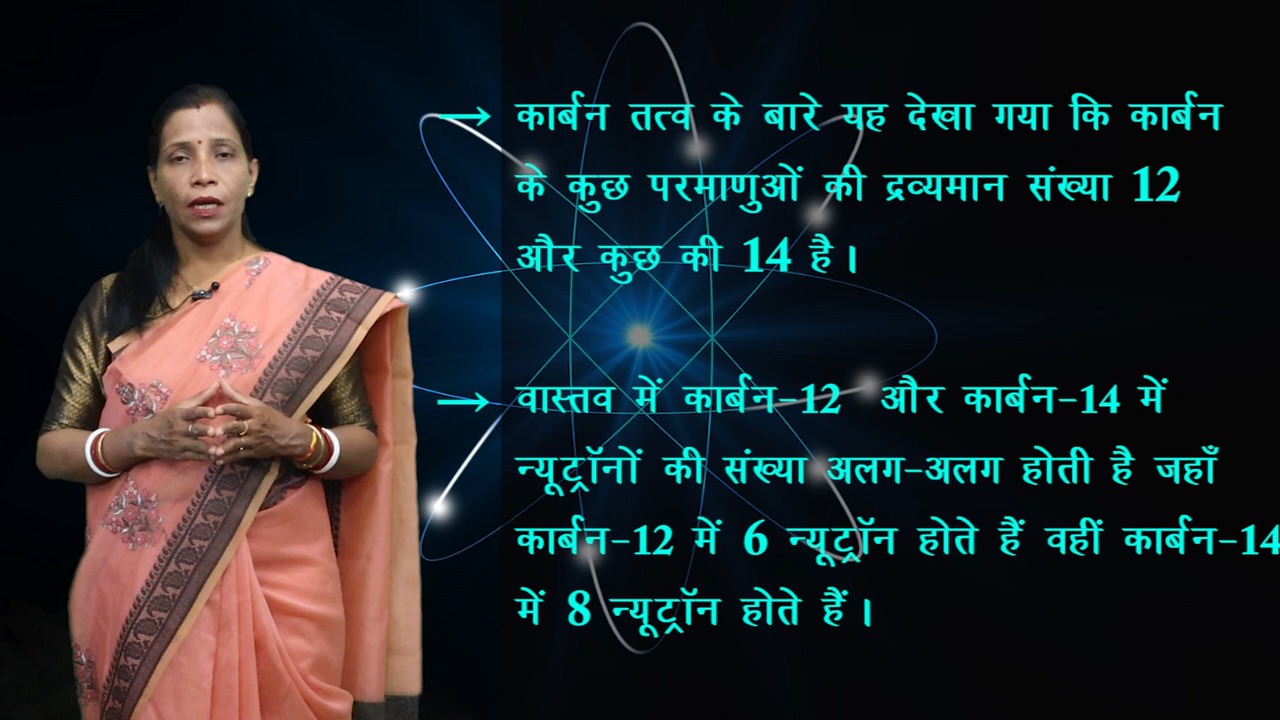 → कार्बन तत्व के बारे यह देखा गया कि कार्बन
के कुछ परमाणुओं की द्रव्यमान संख्या 12
और कुछ की 14 है।
→ वास्तव में कार्बन-12 और कार्बन-14 में
न्यूट्रॉनों की संख्या अलग-अलग होती है जहाँ
कार्बन-12 में 6 न्यूट्रॉन होते हैं वहीं कार्बन-14
में 8 न्यूट्रॉन होते हैं।